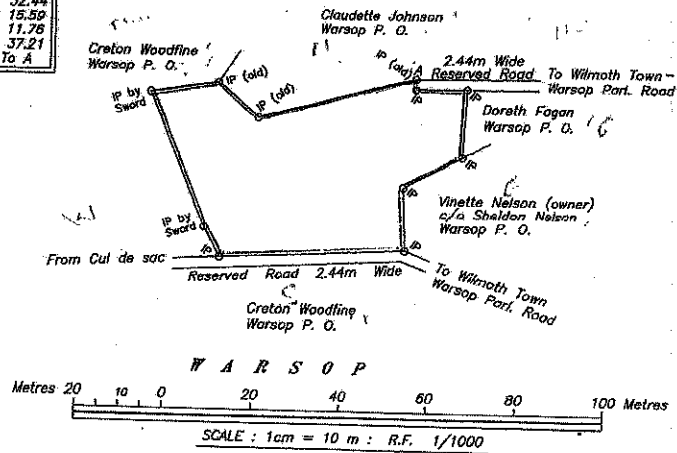 32.44
15.59
11.76
37.21
To A
Claudette Johnson
Warsop P. O.
Creton Woodfine
Warsop P. O.
IP (old)
IP (old)
IP (old)
A
2.44m Wide
Reserved Road
To Wilmoth Town -
Warsop Parl. Road
IP by
Sword
IP
IP
Doreth Fagan
Warsop P. O.
IP
IP
Vinette Nelson (owner)
c/o Sheldon Nelson
Warsop P. O.
IP by
Sword
IP
IP
From Cul de sac
Reserved Road 2.44m Wide
To Wilmoth Town
Warsop Parl. Road
Creton Woodfine
Warsop P. O.
W A R S O P
Metres 20 10 0 20 40 60 80 100 Metres
SCALE : 1cm = 10 m : R.F. 1/1000